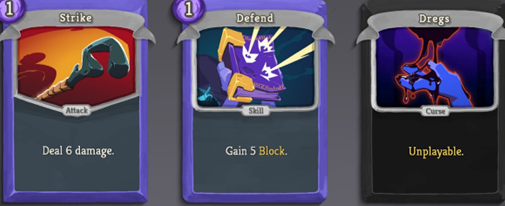 1
Strike
Attack
Deal 6 damage.
1
Defend
Skill
Gain 5 Block.
Dregs
Curse
Unplayable.